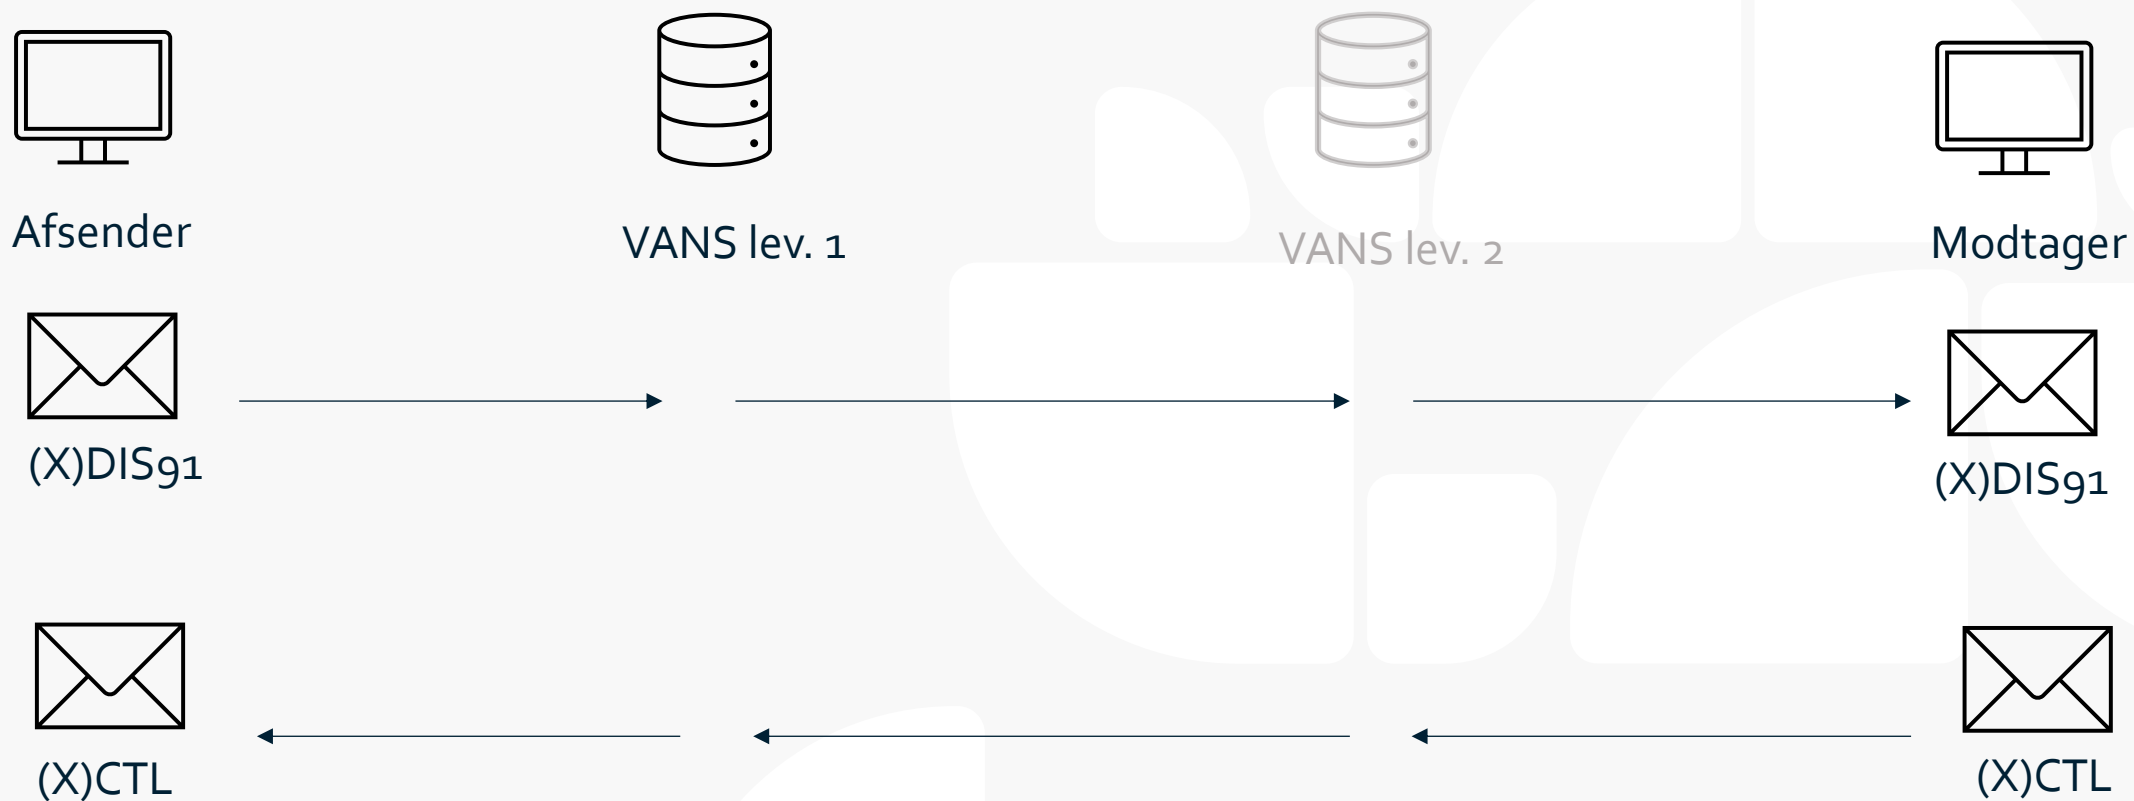 Afsender
VANS lev. 1
VANS lev. 2
Modtager
(X)DIS91
(X)DIS91
(X)CTL
(X)CTL